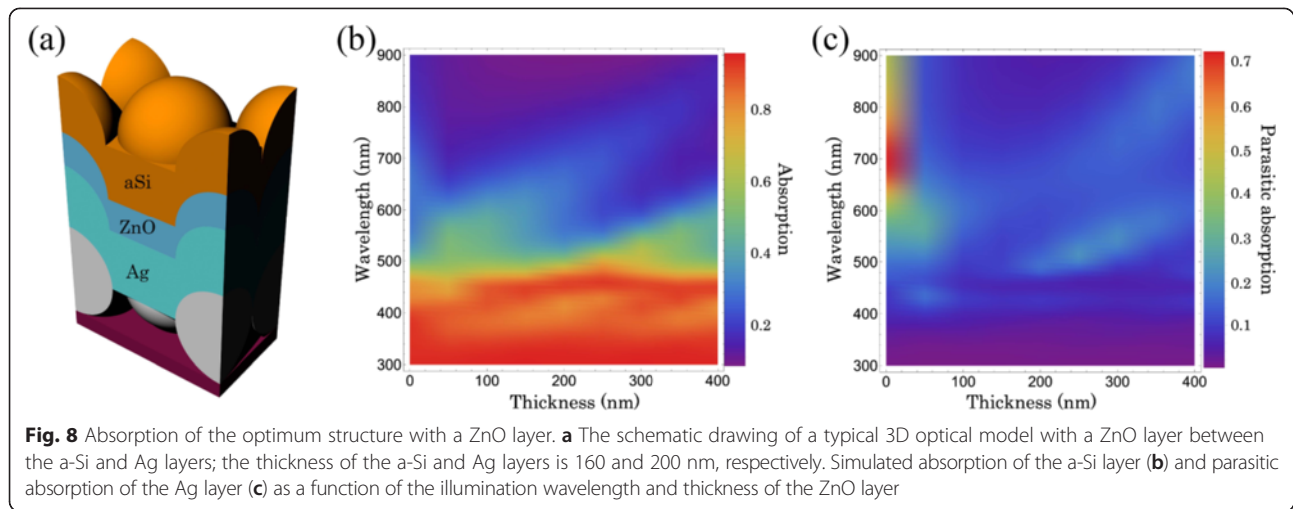 (a)
aSi
ZnO
Ag
(b)
Wavelength (nm)
900
800
700
600
500
400
300
0
100
200
300
400
Thickness (nm)
Absorption
0.8
0.6
0.4
0.2
(c)
Wavelength (nm)
900
800
700
600
500
400
300
0
100
200
300
400
Thickness (nm)
Parasitic absorption
0.7
0.6
0.5
0.4
0.3
0.2
0.1
Fig. 8 Absorption of the optimum structure with a ZnO layer. a The schematic drawing of a typical 3D optical model with a ZnO layer between
the a-Si and Ag layers; the thickness of the a-Si and Ag layers is 160 and 200 nm, respectively. Simulated absorption of the a-Si layer (b) and parasitic
absorption of the Ag layer (c) as a function of the illumination wavelength and thickness of the ZnO layer